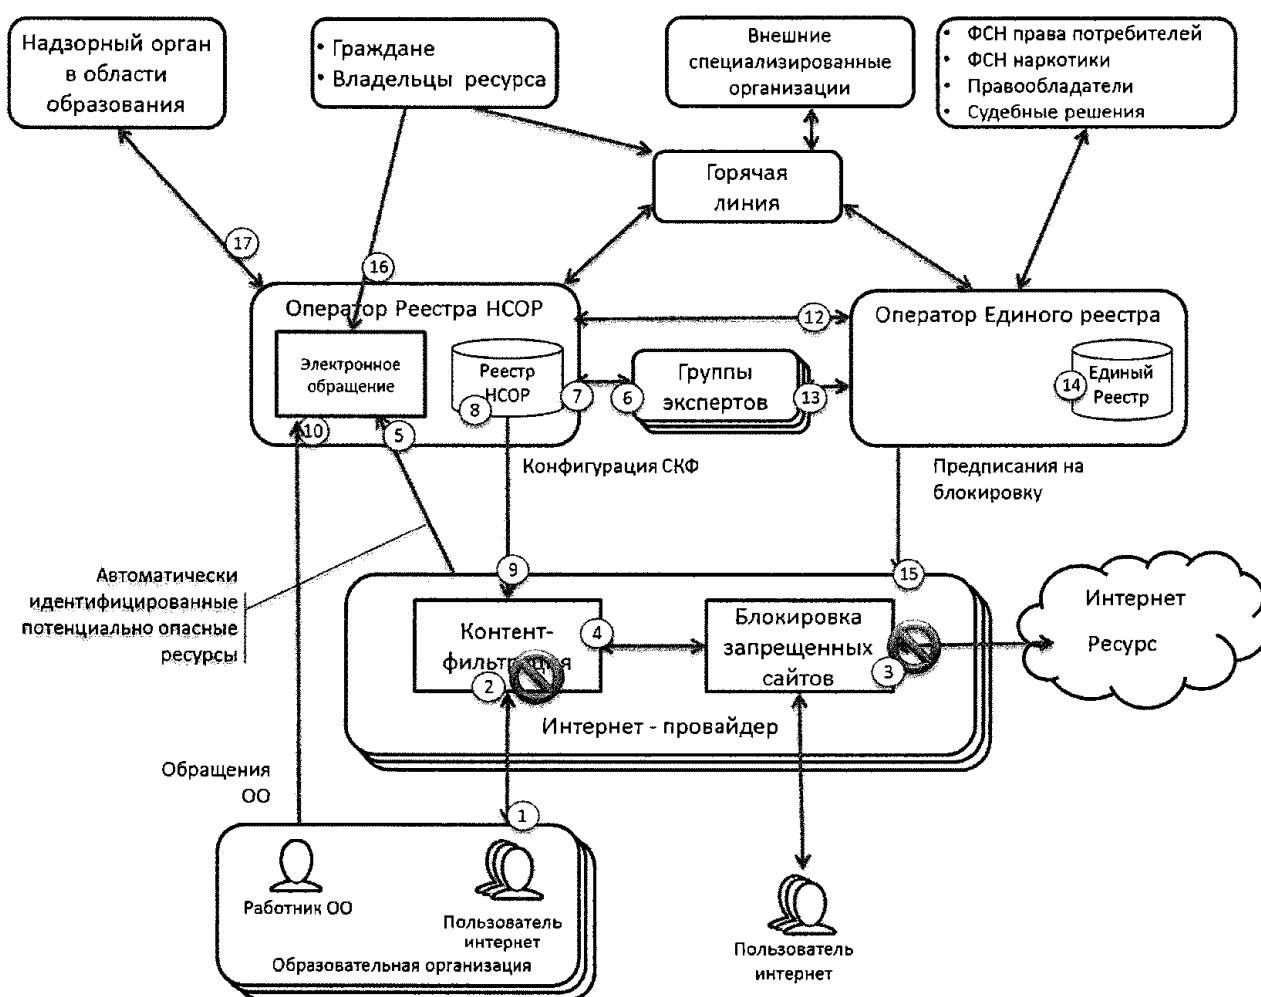 Надзорный орган
в области
образования
• Граждане
• Владельцы ресурса
Внешние
специализированные
организации
• ФСН права потребителей
• ФСН наркотики
• Правообладатели
• Судебные решения
Горячая
линия
17
16
Оператор Реестра НСОР
Электронное
обращение
Реестр
НСОР
8
7
6
Группы
экспертов
12
13
Оператор Единого реестра
14
Единый
Реестр
10
5
Конфигурация СКФ
Предписания на
блокировку
Автоматически
идентифицированные
потенциально опасные
ресурсы
9
15
Контент-
фильтрация
2
4
Блокировка
запрещенных
сайтов
3
Интернет
Ресурс
Интернет - провайдер
Обращения
ОО
1
Работник ОО
Пользователь
интернет
Образовательная организация
Пользователь
интернет